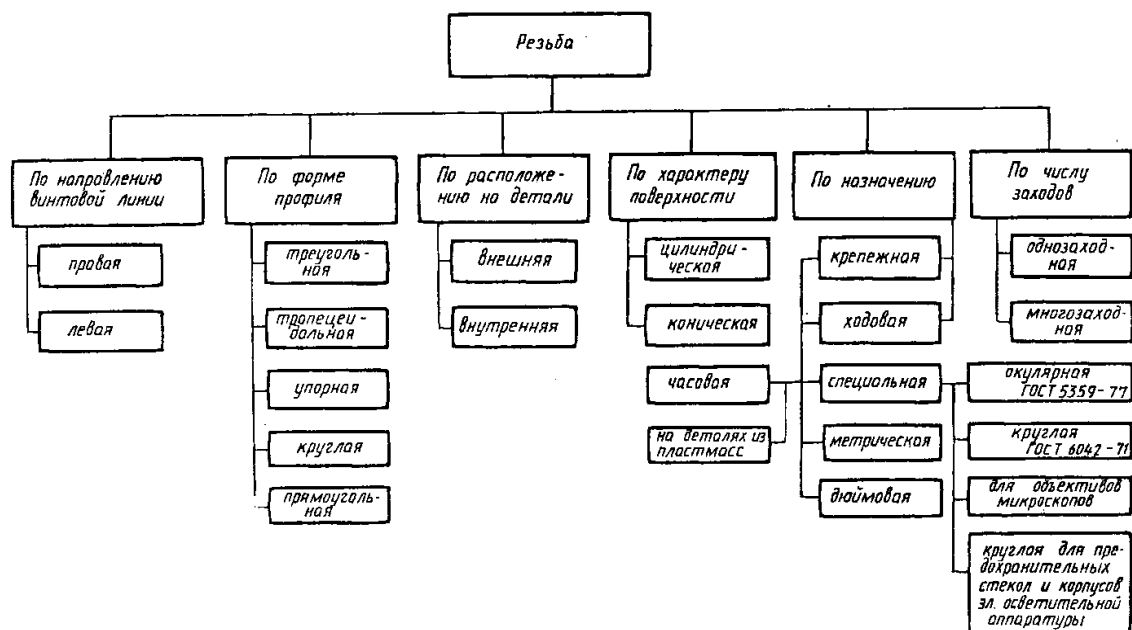 Резьба
По направлению
винтовой линии
правая
левая
По форме
профиля
треуголь-
ная
трапецеи-
дальная
упорная
круглая
прямоуголь-
ная
По расположе-
нию на детали
внешняя
внутренняя
По характеру
поверхности
цилиндри-
ческая
коническая
часовая
на деталях из
пластмасс
По назначению
крепежная
ходовая
специальная
метрическая
дюймовая
По числу
заходов
однозаход-
ная
многозаход-
ная
окулярная
ГОСТ 5359-77
круглая
ГОСТ 6042-71
для объективов
микроскопов
круглая для пре-
дохранительных
стекол и корпусов
эл. осветительной
аппаратуры